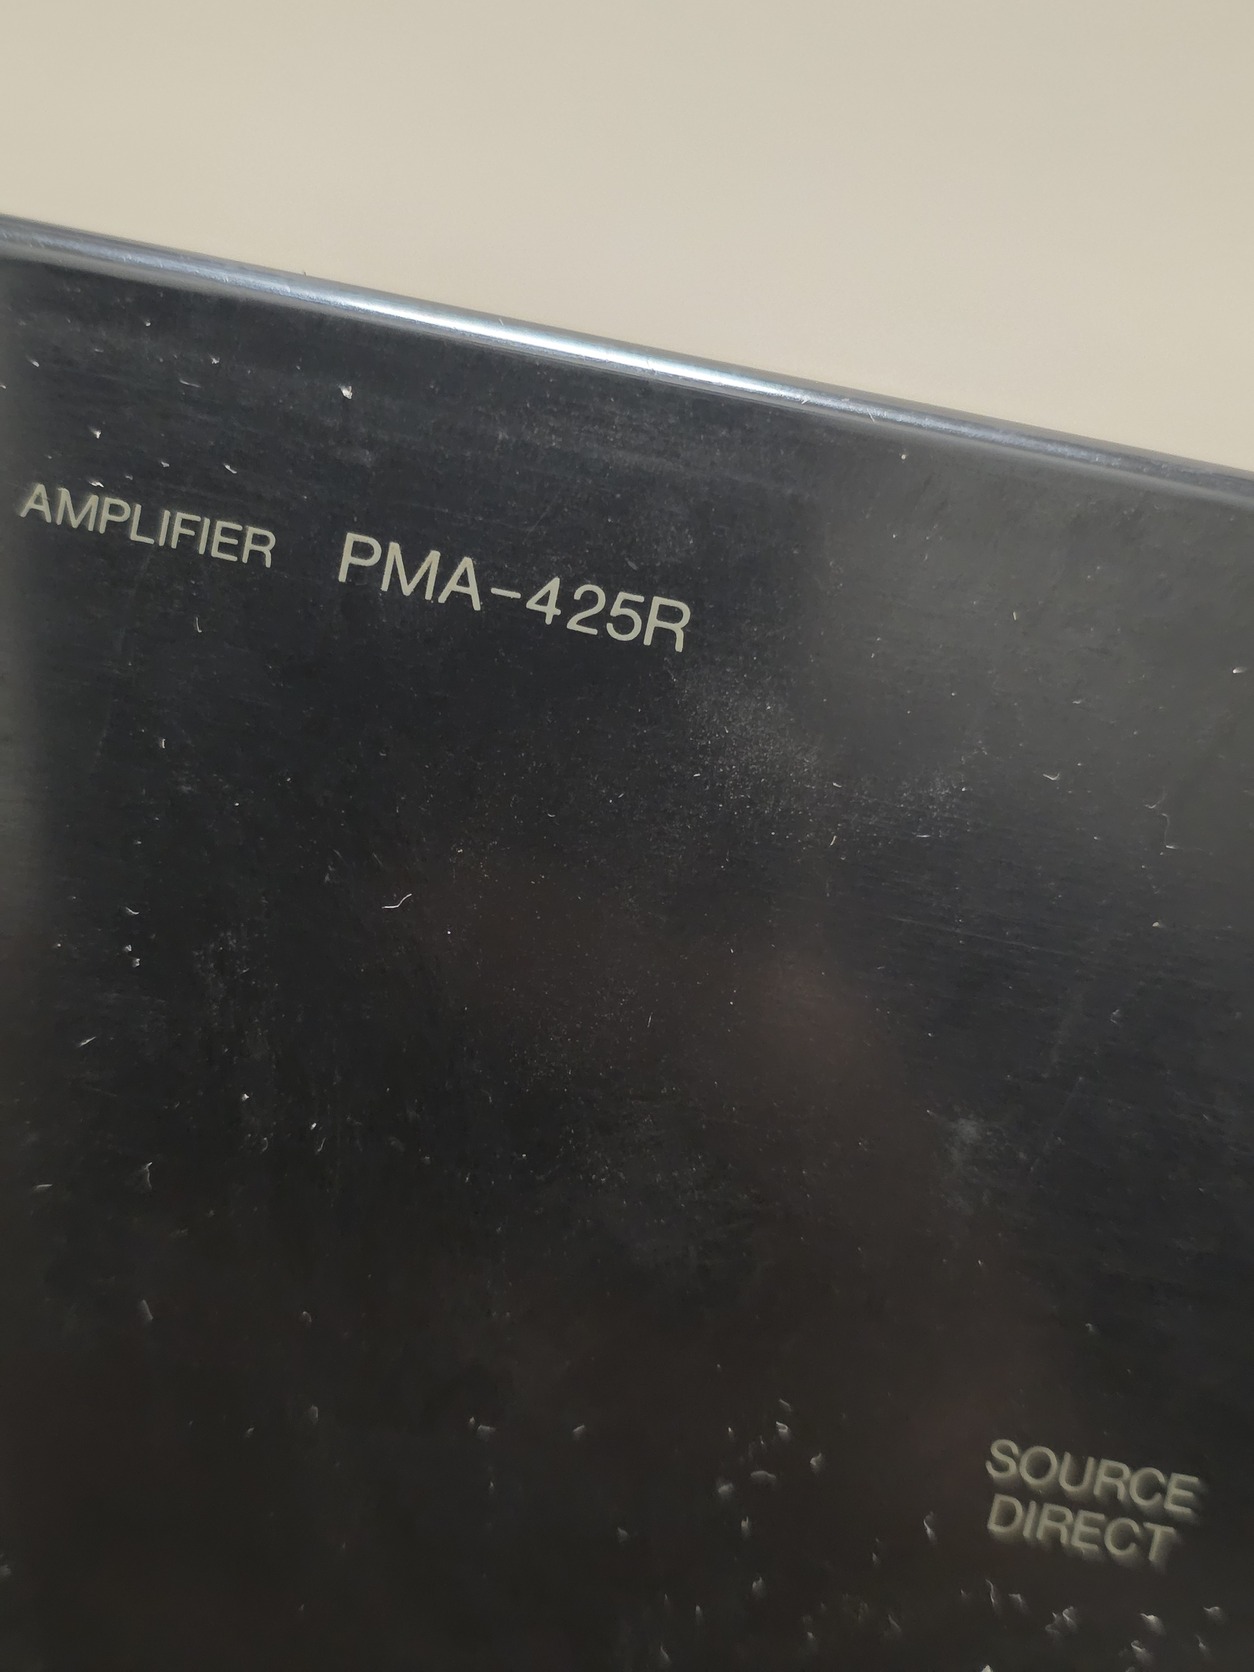 AMPLIFIER PMA-425R
SOURCE
DIRECT